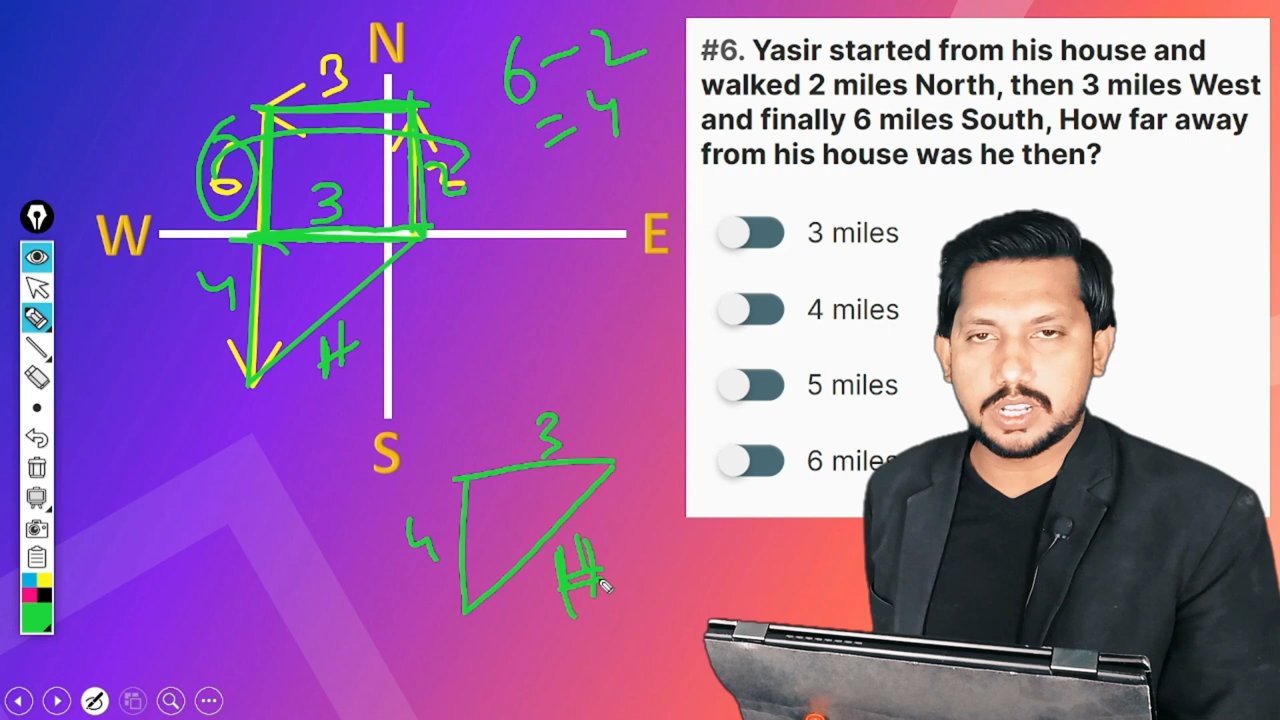 N
3
6 - 2
= 4
6
2
3
W
E
4
H
S
3
4
H
#6. Yasir started from his house and
walked 2 miles North, then 3 miles West
and finally 6 miles South, How far away
from his house was he then?
3 miles
4 miles
5 miles
6 miles